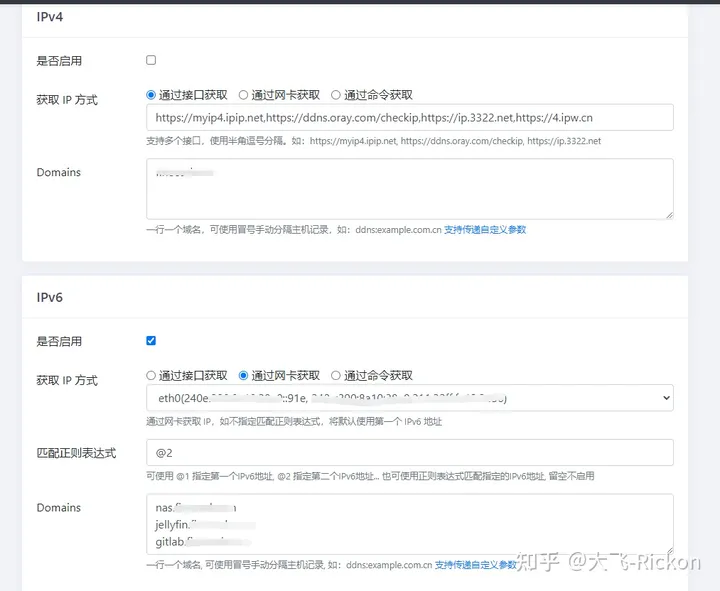 IPv4
是否启用
获取 IP 方式
通过接口获取 通过网卡获取 通过命令获取
https://myip4.ipip.net,https://ddns.oray.com/checkip,https://ip.3322.net,https://4.ipw.cn
支持多个接口，使用半角逗号分隔。如：https://myip4.ipip.net, https://ddns.oray.com/checkip, https://ip.3322.net
Domains
一行一个域名，可使用冒号手动分隔主机记录，如：ddns:example.com.cn 支持传递自定义参数
IPv6
是否启用
获取 IP 方式
通过接口获取 通过网卡获取 通过命令获取
eth0(240e
通过网卡获取 IP，如不指定匹配正则表达式，将默认使用第一个 IPv6 地址
匹配正则表达式
@2
可使用 @1 指定第一个IPv6地址, @2 指定第二个IPv6地址... 也可使用正则表达式匹配指定的IPv6地址, 留空不启用
Domains
nas.
jellyfin.
gitlab.
一行一个域名, 可使用冒号手动分隔主机记录, 如：ddns:example.com.cn 支持传递自定义参数
知乎 @大飞-Rickon